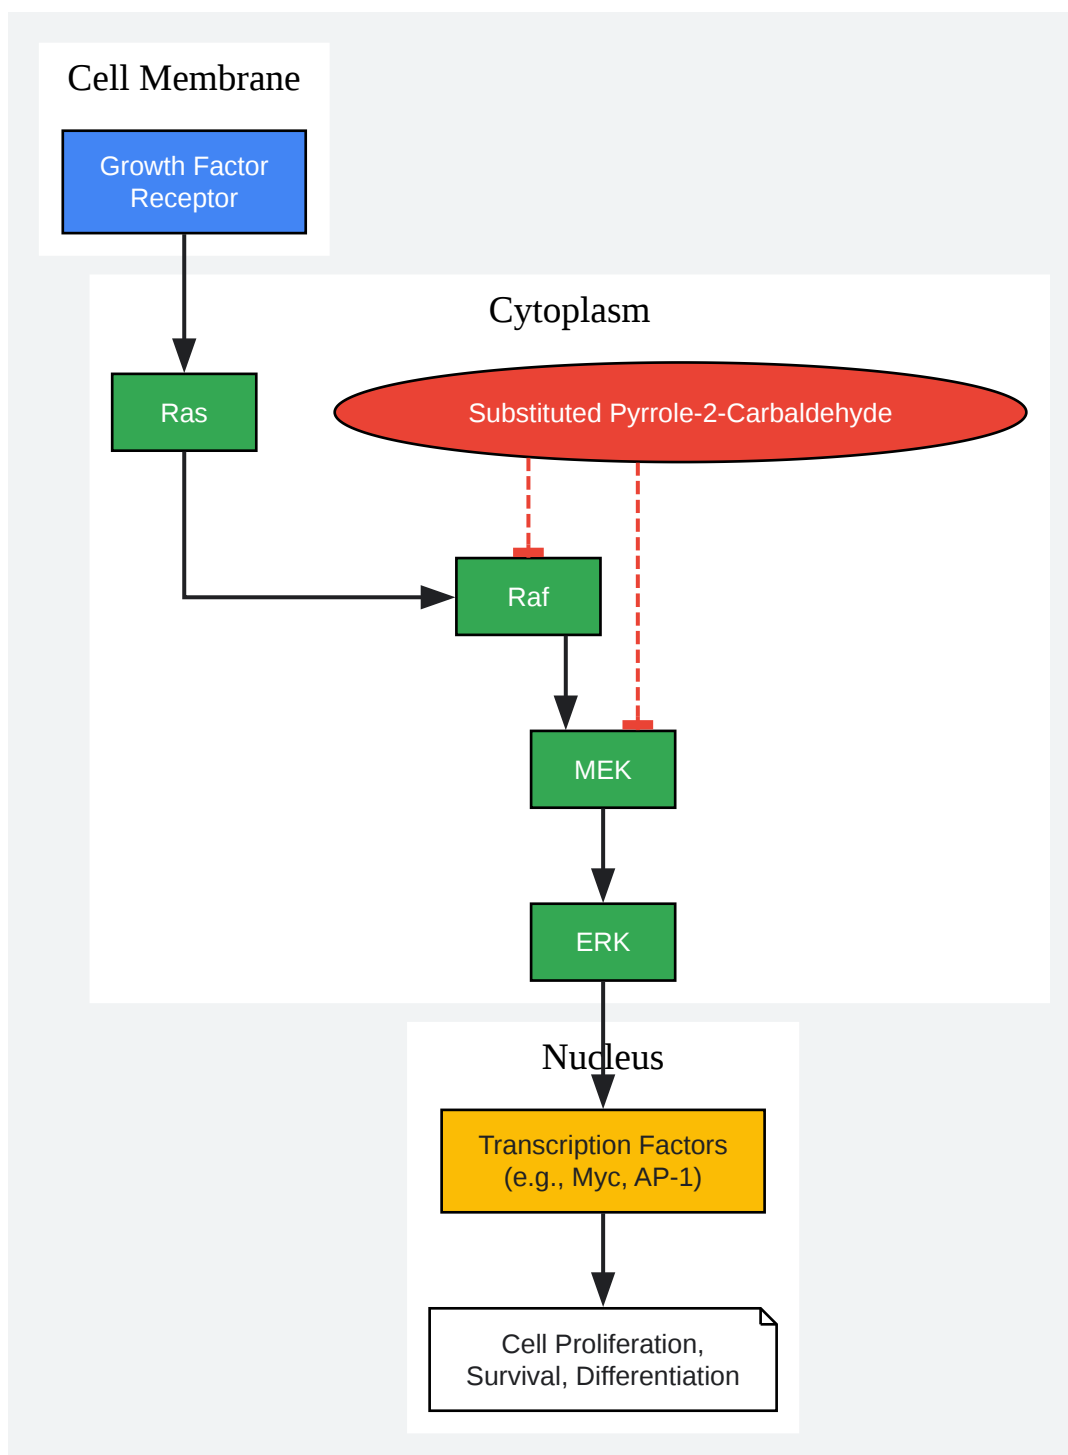 Cell Membrane
Growth Factor
Receptor
Cytoplasm
Ras
Substituted Pyrrole-2-Carbaldehyde
Raf
MEK
ERK
Nucleus
Transcription Factors
(e.g., Myc, AP-1)
Cell Proliferation,
Survival, Differentiation